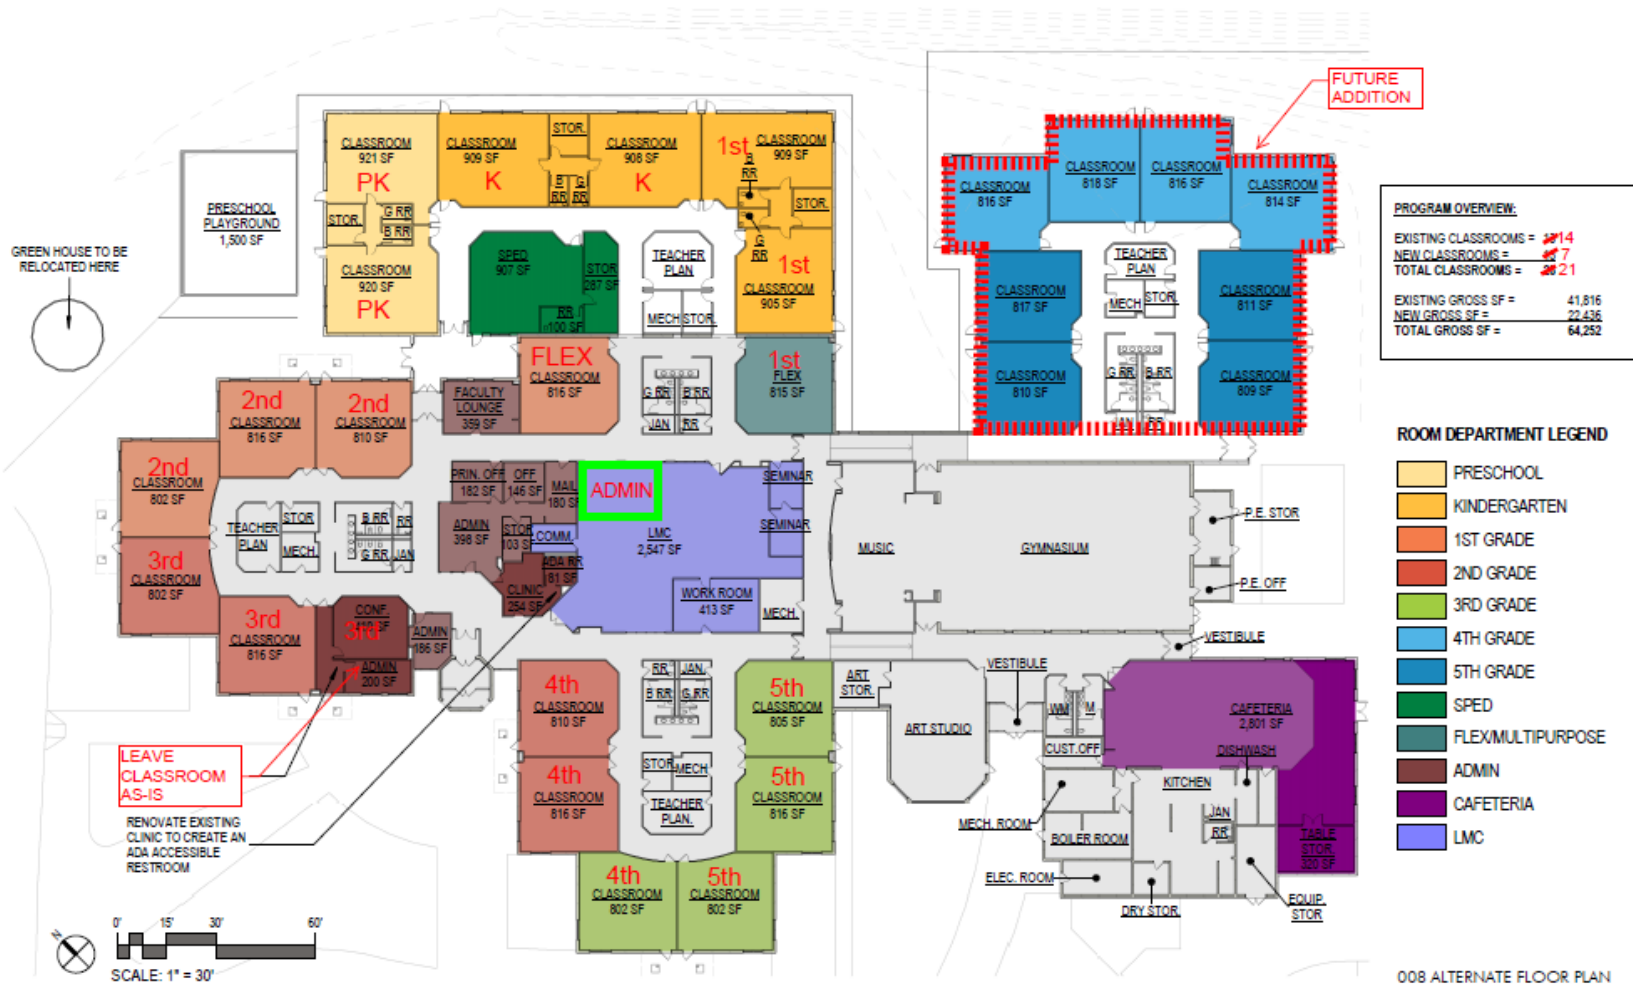 FUTURE
ADDITION
CLASSROOM
921 SF
PK
CLASSROOM
909 SF
K
STOR.
CLASSROOM
908 SF
K
1st
CLASSROOM
909 SF
B
RR
G
RR
B
RR
G
RR
STOR.
STOR.
G RR
B RR
CLASSROOM
920 SF
PK
1st
CLASSROOM
905 SF
PRESCHOOL
PLAYGROUND
1,500 SF
GREEN HOUSE TO BE
RELOCATED HERE
SPED
907 SF
STOR
287 SF
RR
100 SF
TEACHER
PLAN
MECH
STOR.
CLASSROOM
816 SF
CLASSROOM
818 SF
CLASSROOM
816 SF
CLASSROOM
814 SF
CLASSROOM
817 SF
TEACHER
PLAN
MECH
STOR.
CLASSROOM
811 SF
CLASSROOM
810 SF
G RR
B RR
JAN
RR
CLASSROOM
809 SF
PROGRAM OVERVIEW:
EXISTING CLASSROOMS = 14
NEW CLASSROOMS = 7
TOTAL CLASSROOMS = 21
EXISTING GROSS SF = 41,816
NEW GROSS SF = 22,436
TOTAL GROSS SF = 64,252
FLEX
CLASSROOM
816 SF
G RR
B RR
JAN
RR
1st
FLEX
815 SF
FACULTY
LOUNGE
359 SF
2nd
CLASSROOM
816 SF
2nd
CLASSROOM
810 SF
2nd
CLASSROOM
802 SF
3rd
CLASSROOM
802 SF
3rd
CLASSROOM
816 SF
TEACHER
PLAN
STOR
MECH.
B RR
RR
G RR
JAN
PRIN. OFF
182 SF
OFF
146 SF
MAIL
180 SF
ADMIN
ADMIN
398 SF
STOR
103 SF
COMM.
ADA RR
81 SF
CLINIC
254 SF
LMC
2,547 SF
SEMINAR
SEMINAR
WORK ROOM
413 SF
MECH.
MUSIC
GYMNASIUM
P.E. STOR
P.E. OFF
VESTIBULE
CONF.
3rd
ADMIN
200 SF
ADMIN
186 SF
LEAVE
CLASSROOM
AS-IS
RENOVATE EXISTING
CLINIC TO CREATE AN
ADA ACCESSIBLE
RESTROOM
4th
CLASSROOM
810 SF
RR
JAN.
B RR
G RR
5th
CLASSROOM
805 SF
4th
CLASSROOM
816 SF
STOR
MECH
TEACHER
PLAN.
5th
CLASSROOM
816 SF
4th
CLASSROOM
802 SF
5th
CLASSROOM
802 SF
ART
STOR.
ART STUDIO
VESTIBULE
WM
M
CUST.OFF
CAFETERIA
2,801 SF
DISHWASH
KITCHEN
JAN
RR
MECH. ROOM
BOILER ROOM
ELEC. ROOM
DRY STOR.
EQUIP.
STOR
TABLE
STOR.
320 SF
ROOM DEPARTMENT LEGEND
PRESCHOOL
KINDERGARTEN
1ST GRADE
2ND GRADE
3RD GRADE
4TH GRADE
5TH GRADE
SPED
FLEX/MULTIPURPOSE
ADMIN
CAFETERIA
LMC
N
0' 15' 30' 60'
SCALE: 1" = 30'
008 ALTERNATE FLOOR PLAN